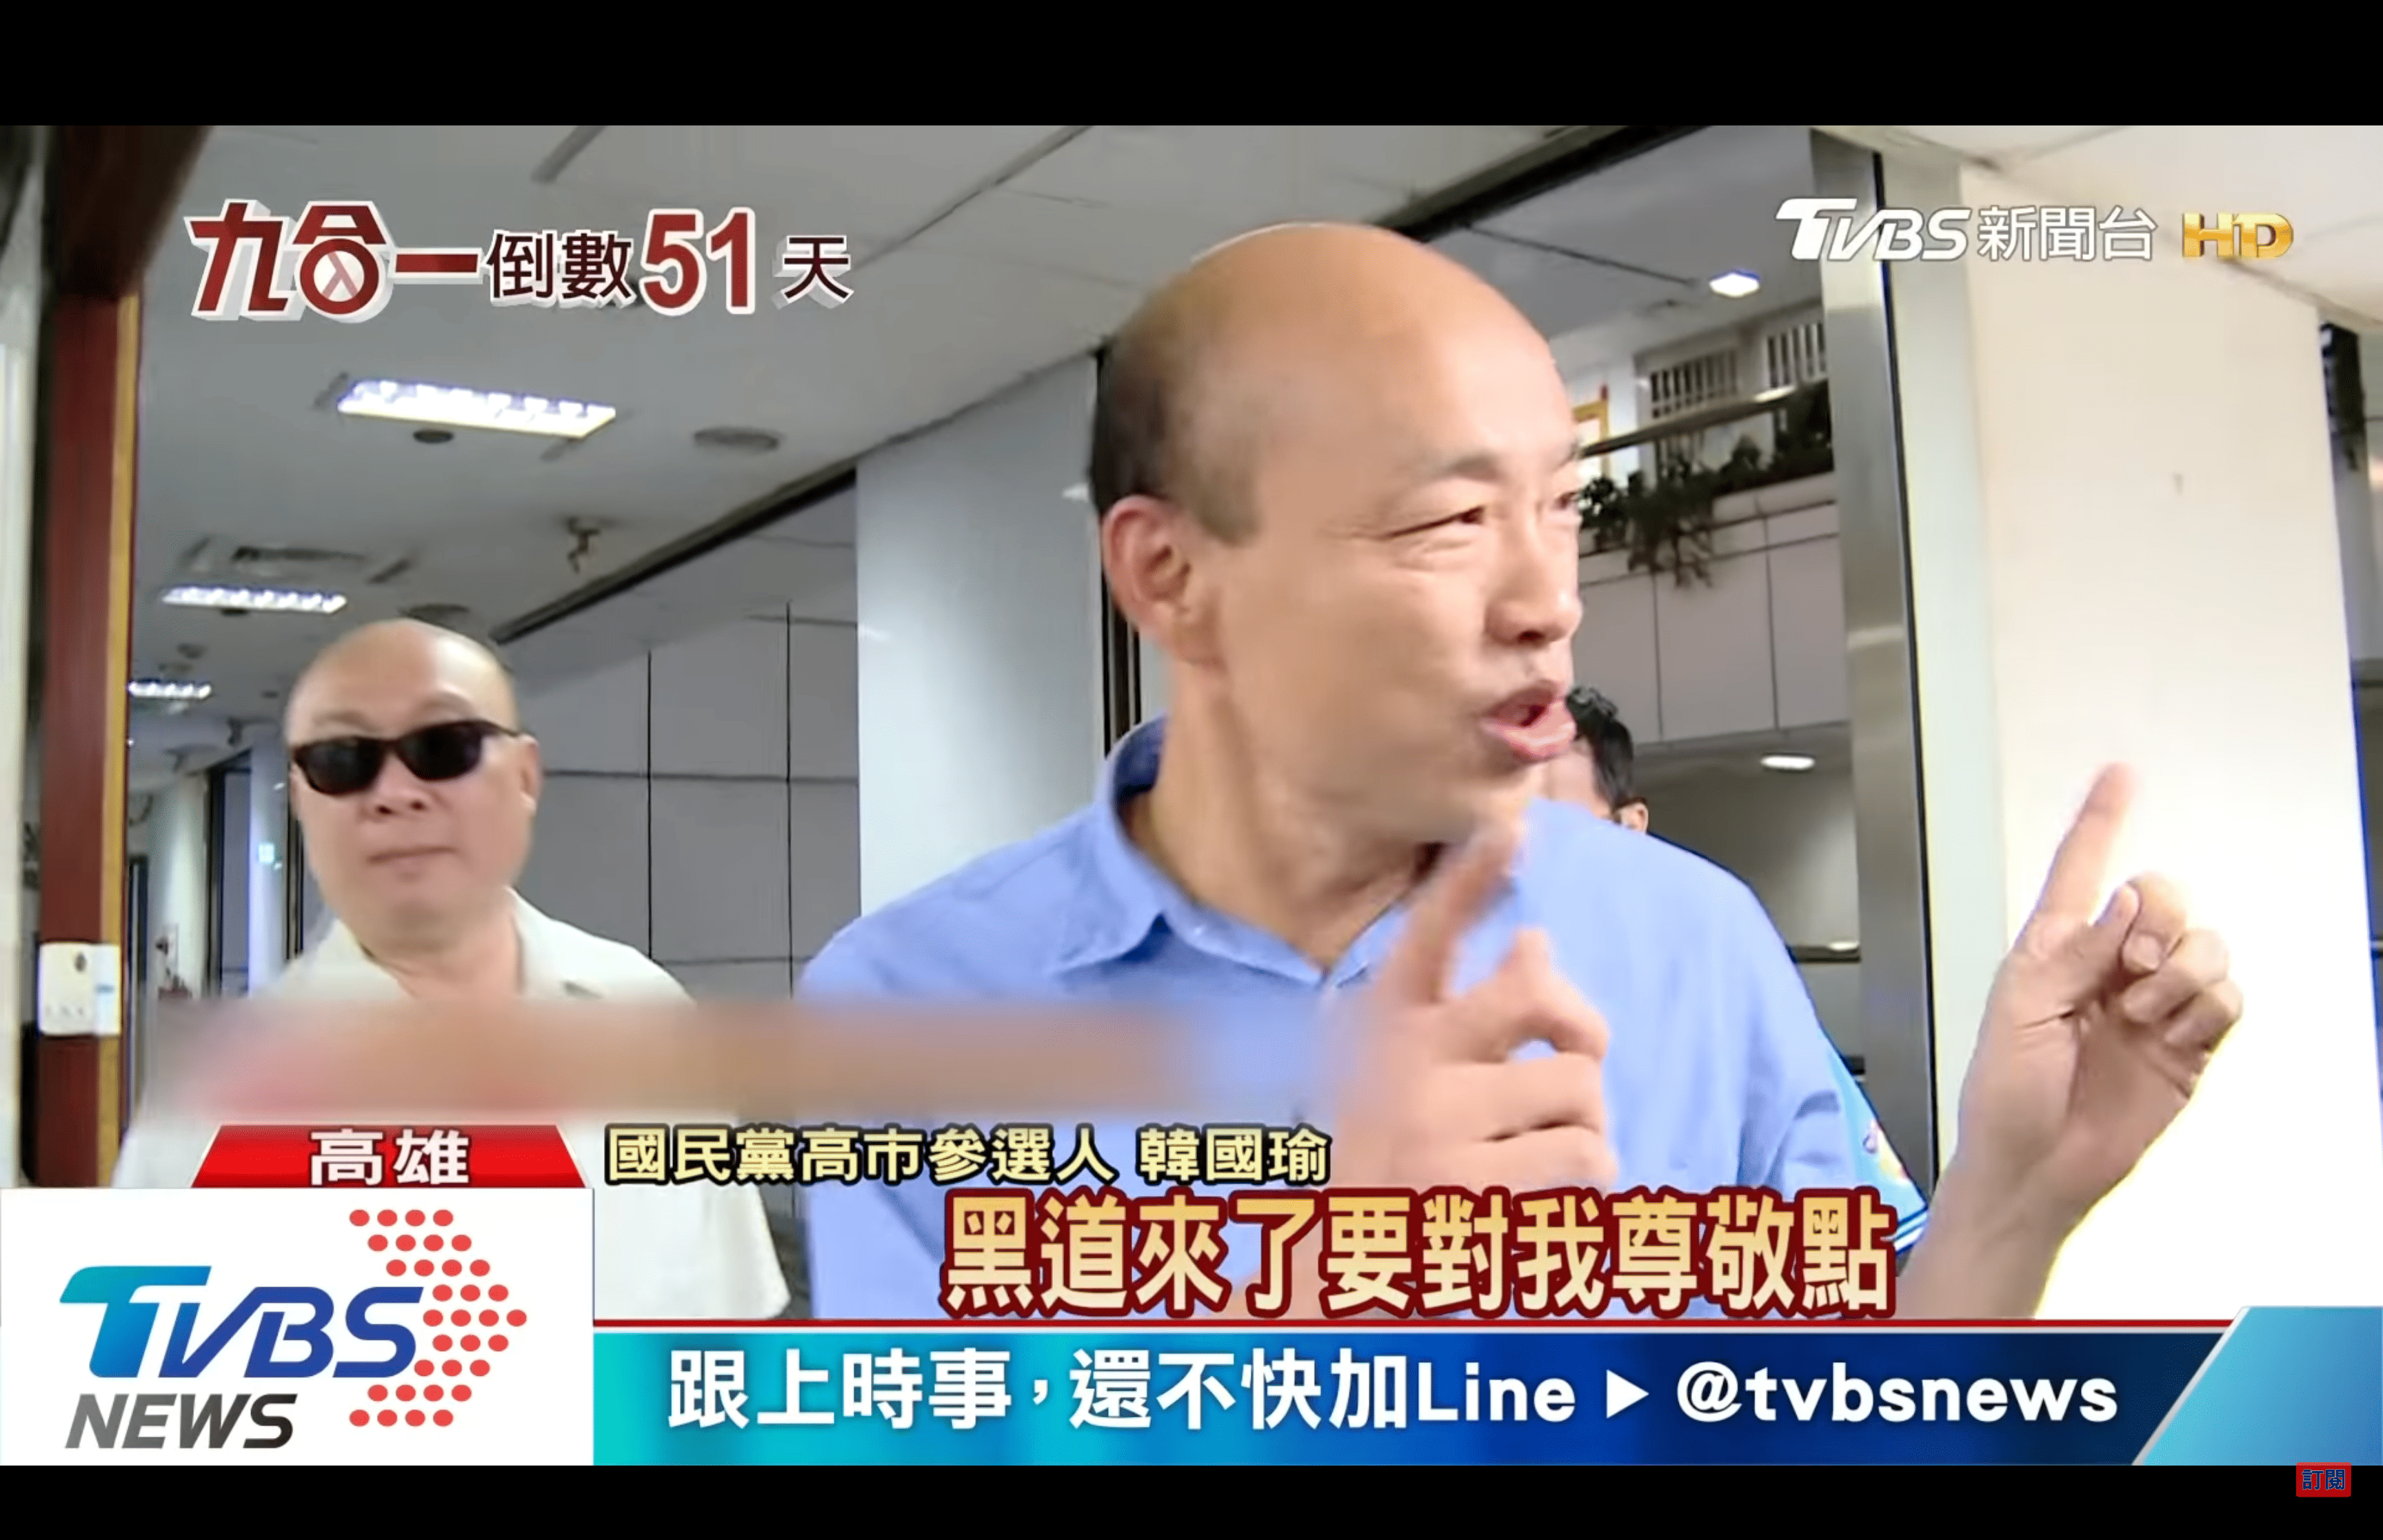 九合一倒數51天
TVBS新聞台 HD
高雄
國民黨高市參選人 韓國瑜
黑道來了要對我尊敬點
TVBS
NEWS
跟上時事,還不快加Line ▶ @tvbsnews
訂閱